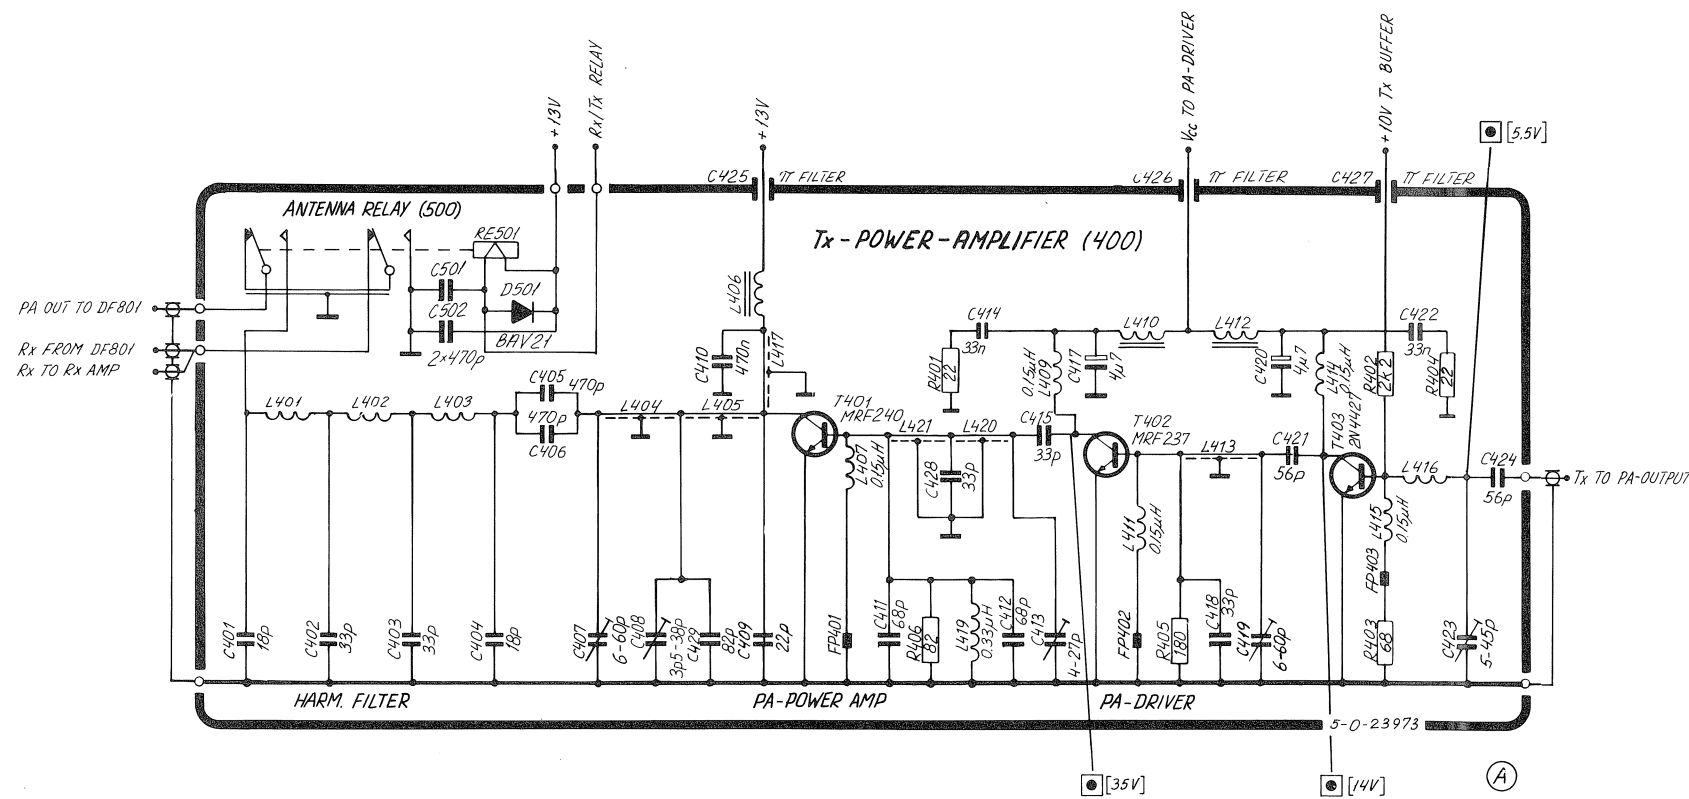 +13V
Rx/Tx RELAY
+13V
Vcc TO PA-DRIVER
+10V Tx BUFFER
[5,5V]
C425
π FILTER
C426
π FILTER
C427
π FILTER
ANTENNA RELAY (500)
Tx-POWER-AMPLIFIER (400)
RE501
C501
D501
C502
BAV21
2x470p
PA OUT TO DF801
Rx FROM DF801
Rx TO Rx AMP
L406
C410
470n
L417
C414
33n
R401
22
0.15µH
L409
C417
4µ7
L410
L412
C420
4µ7
L414
0.15µH
R402
2K2
C422
33n
R404
22
C405
470p
470p
C406
L401
L402
L403
L404
L405
T401
MRF240
L407
0.15µH
L421
L420
C428
33p
C415
33p
T402
MRF237
L413
C421
56p
T403
2N4427
L416
C424
56p
Tx TO PA-OUTPUT
L411
0.15µH
L415
0.15µH
FP403
C401
18p
C402
33p
C403
33p
C404
18p
C407
6-60p
C408
3p5-38p
C429
82p
C409
22p
FP401
C411
68p
R406
82
L419
0.33µH
C412
68p
C413
4-27p
FP402
R405
180
C418
33p
C419
6-60p
R403
68
C423
5-45p
HARM. FILTER
PA-POWER AMP
PA-DRIVER
5-0-23973
[35V]
[14V]
A